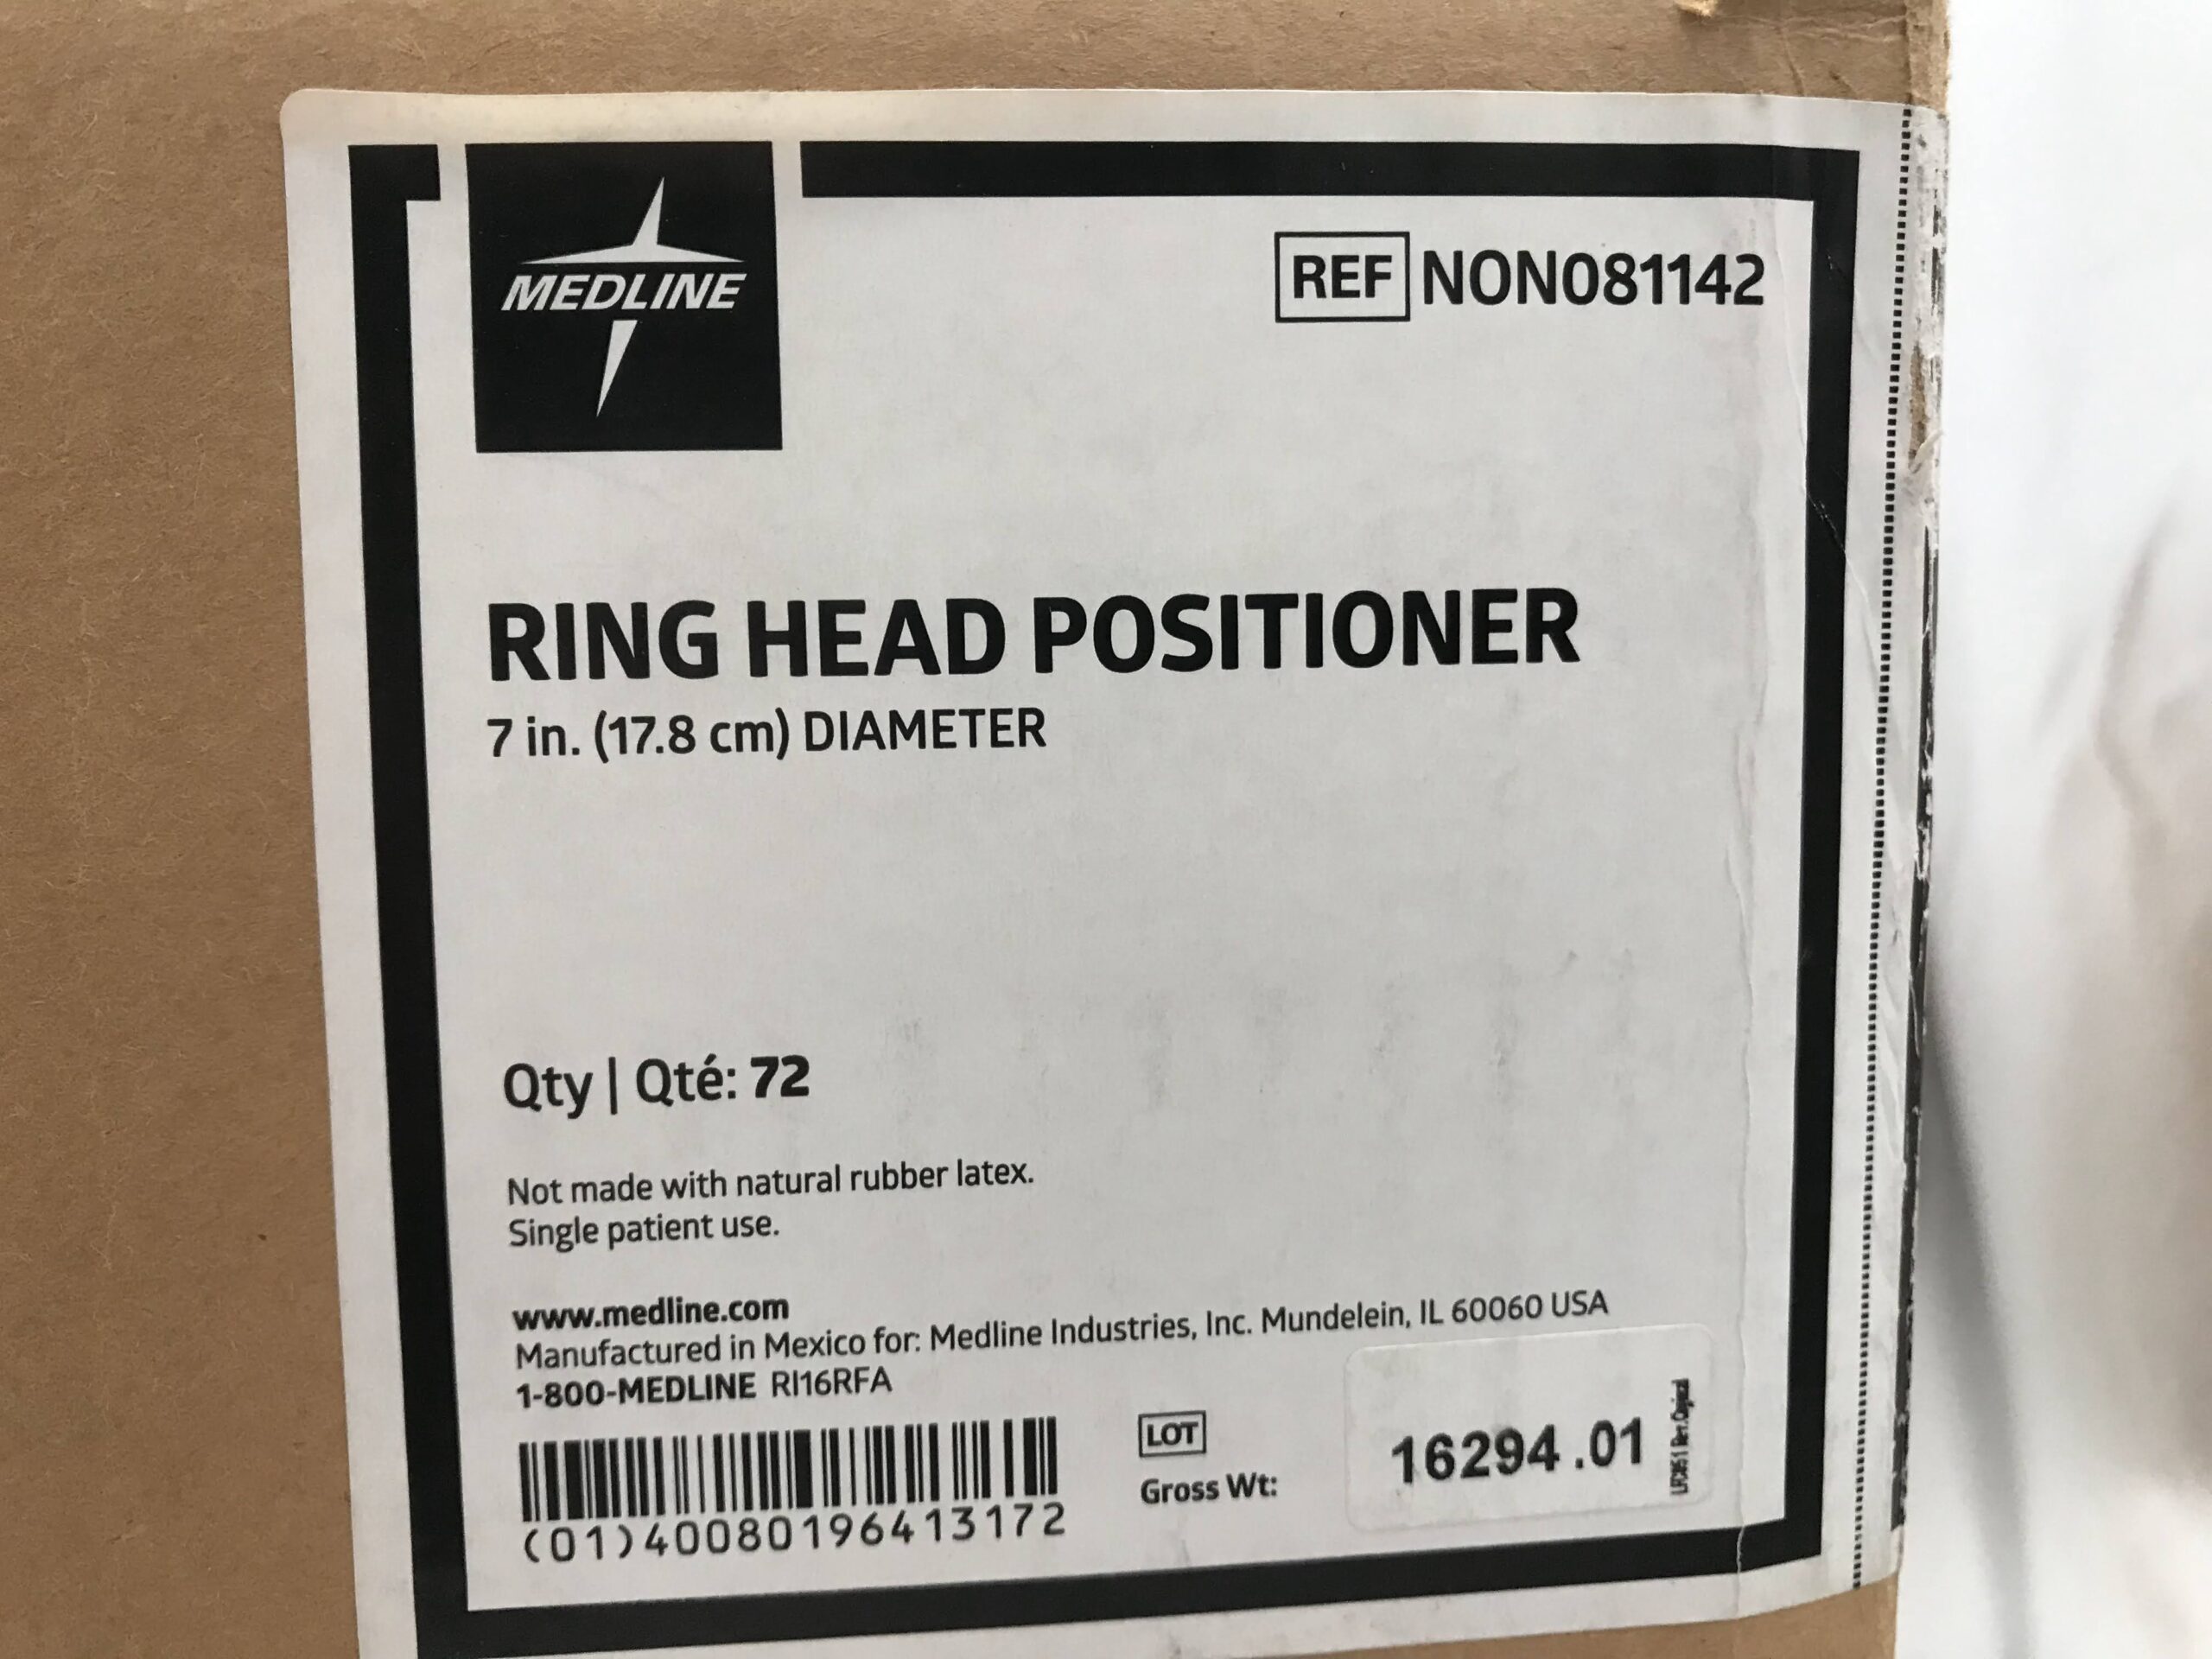 MEDLINE
REF NON081142
RING HEAD POSITIONER
7 in. (17.8 cm) DIAMETER
Qty | Qté: 72
Not made with natural rubber latex.
Single patient use.
www.medline.com
Manufactured in Mexico for: Medline Industries, Inc. Mundelein, IL 60060 USA
1-800-MEDLINE RI16RFA
(01)40080196413172
LOT
Gross Wt:
16294.01
Rev: Original